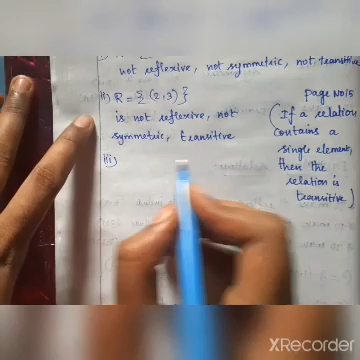 not reflexive, not symmetric, not transitive
ii) R = { (2,3) }
is not reflexive, not
symmetric, transitive
iii)
page No 15
(If a relation
contains a
single element,
then the
relation is
transitive)
XRecorder